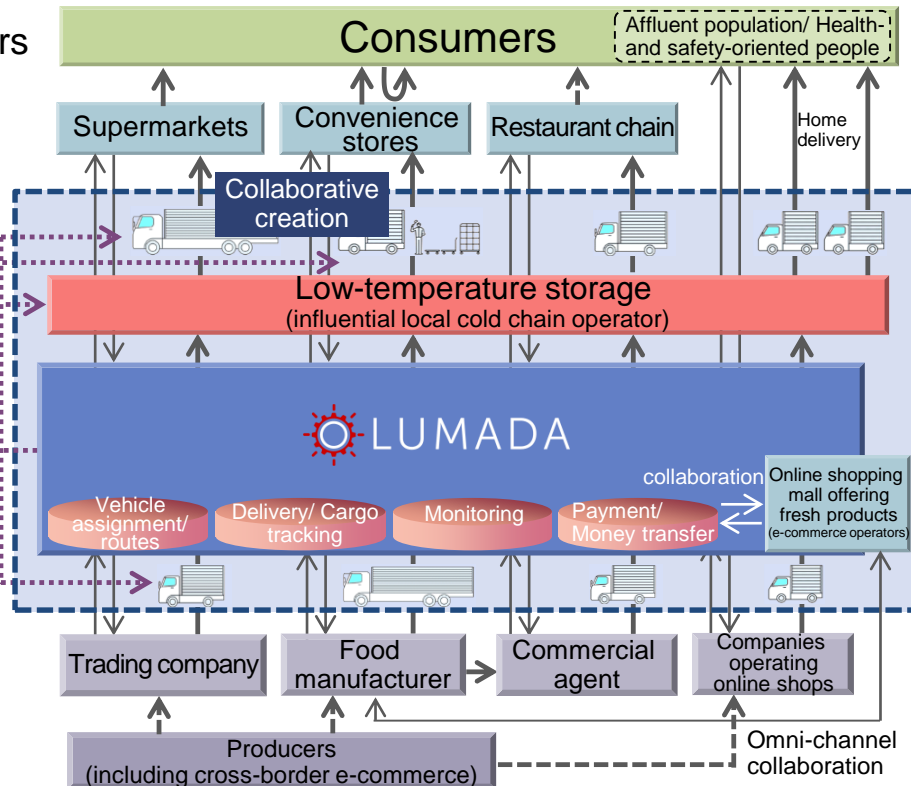 rs
Consumers
Affluent population/ Health-
and safety-oriented people
Supermarkets
Convenience
stores
Restaurant chain
Home
delivery
Collaborative
creation
Low-temperature storage
(influential local cold chain operator)
LUMADA
collaboration
Vehicle
assignment/
routes
Delivery/ Cargo
tracking
Monitoring
Payment/
Money transfer
Online shopping
mall offering
fresh products
(e-commerce operators)
Trading company
Food
manufacturer
Commercial
agent
Companies
operating
online shops
Producers
(including cross-border e-commerce)
Omni-channel
collaboration